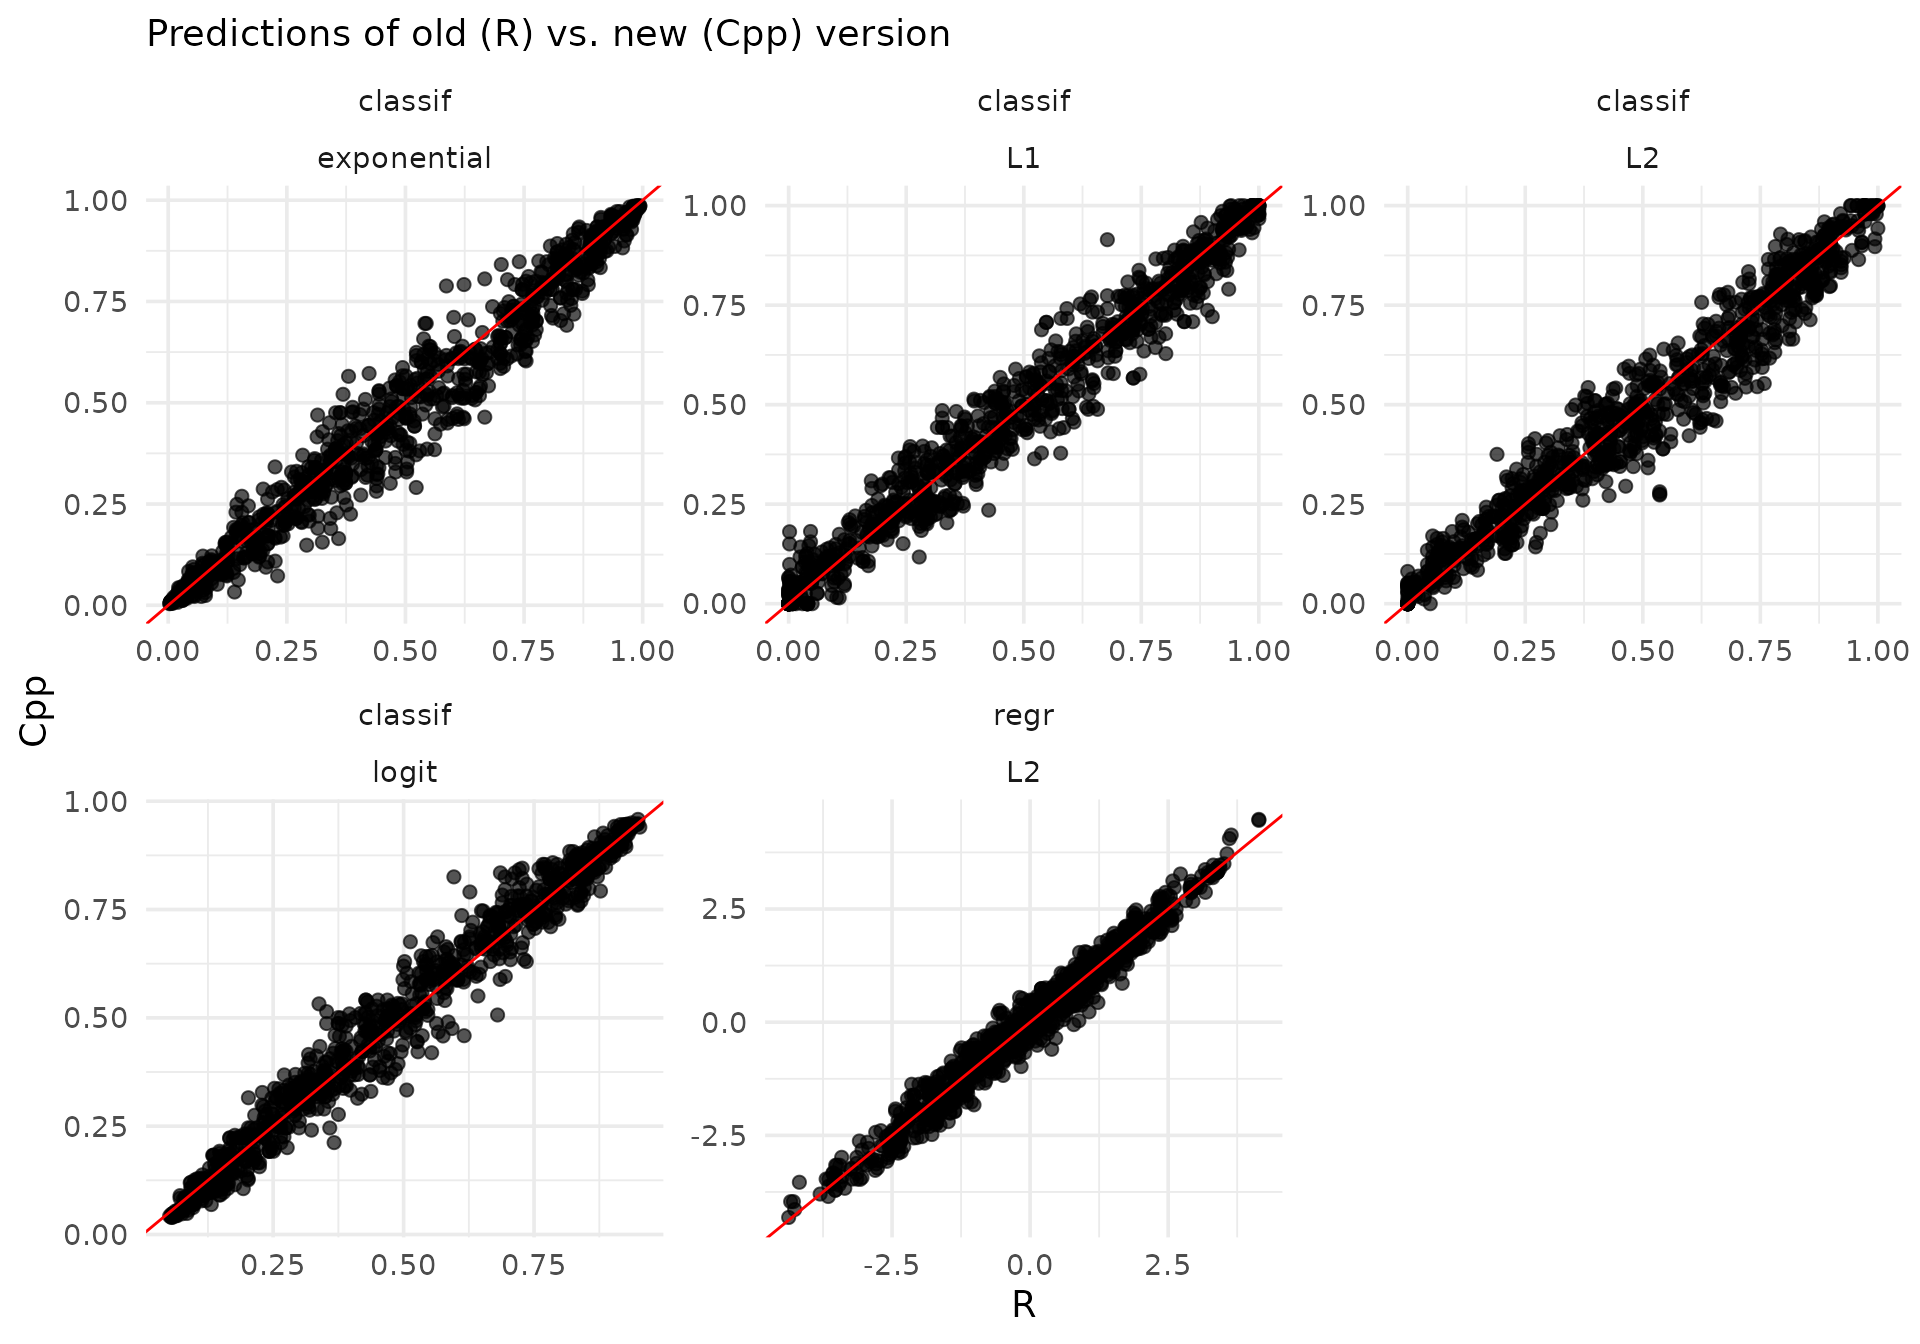 Predictions of old (R) vs. new (Cpp) version
classif classif classif
exponential L1 L2
1.00 1.00 1.00
0.75 0.75 0.75
0.50 0.50 0.50
0.25 0.25 0.25
0.00 0.00 0.00
0.00 0.25 0.50 0.75 1.00 0.00 0.25 0.50 0.75 1.00 0.00 0.25 0.50 0.75 1.00
Cpp
classif regr
logit L2
1.00
0.75 2.5
0.50 0.0
0.25 -2.5
0.00
0.25 0.50 0.75 -2.5 0.0 2.5
R